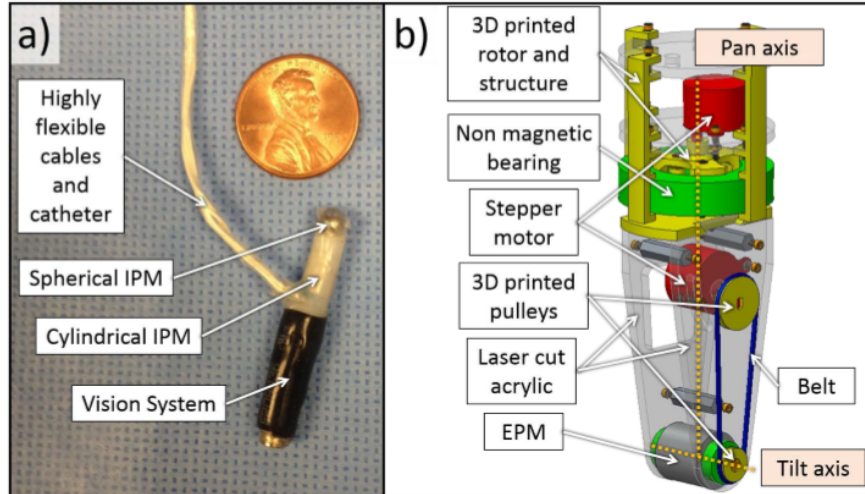 a)
Highly
flexible
cables
and
catheter
Spherical IPM
Cylindrical IPM
Vision System
b)
3D printed
rotor and
structure
Pan axis
Non magnetic
bearing
Stepper
motor
3D printed
pulleys
Laser cut
acrylic
Belt
EPM
Tilt axis